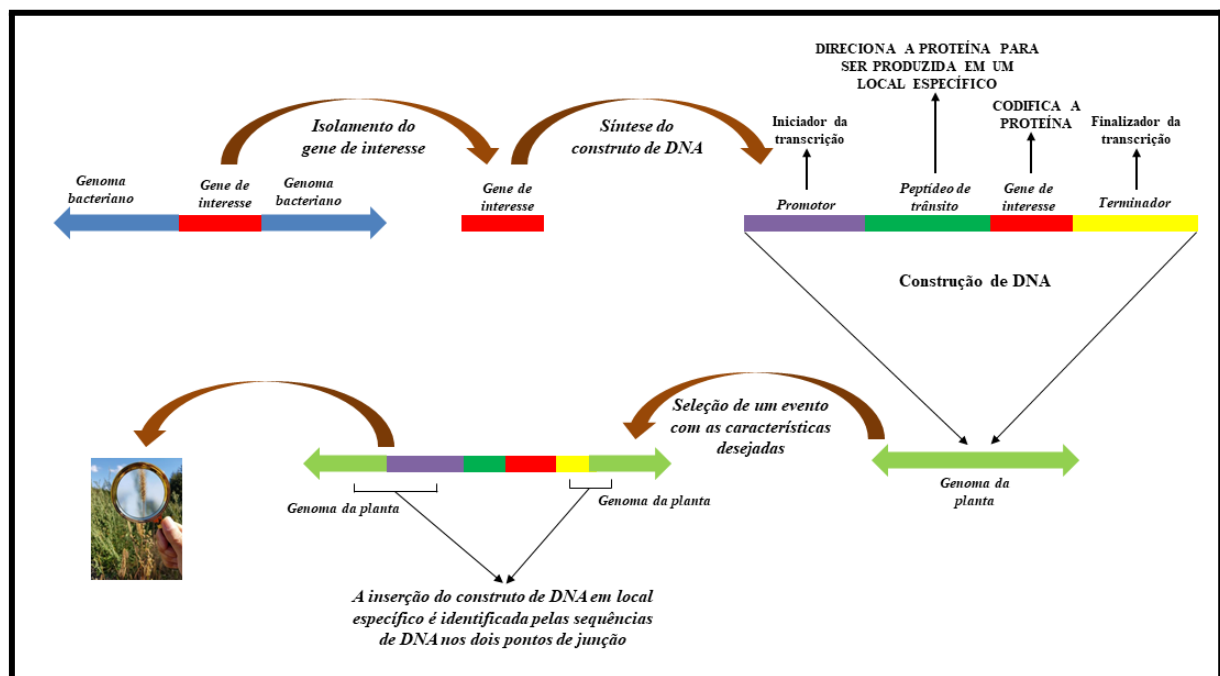 DIRECIONA A PROTEÍNA PARA
SER PRODUZIDA EM UM
LOCAL ESPECÍFICO
Isolamento do
gene de interesse
Síntese do
construto de DNA
Iniciador da
transcrição
CODIFICA A
PROTEÍNA
Finalizador da
transcrição
Genoma
bacteriano
Gene de
interesse
Genoma
bacteriano
Gene de
interesse
Promotor
Peptídeo de
trânsito
Gene de
interesse
Terminador
Construção de DNA
Seleção de um evento
com as características
desejadas
Genoma da planta
Genoma da planta
Genoma da
planta
A inserção do construto de DNA em local
específico é identificada pelas sequências
de DNA nos dois pontos de junção